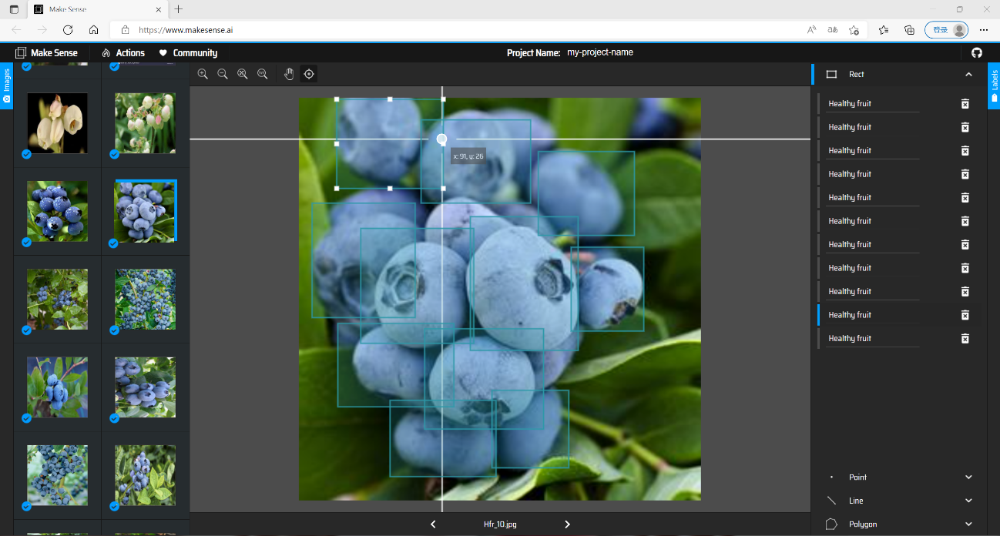 Make Sense
https://www.makesense.ai
登录
Make Sense
Actions
Community
Project Name: my-project-name
Images
Labels
Rect
Healthy fruit
Healthy fruit
Healthy fruit
Healthy fruit
Healthy fruit
Healthy fruit
Healthy fruit
Healthy fruit
Healthy fruit
Healthy fruit
Healthy fruit
x: 91, y: 26
Point
Line
Polygon
Hfr_10.jpg